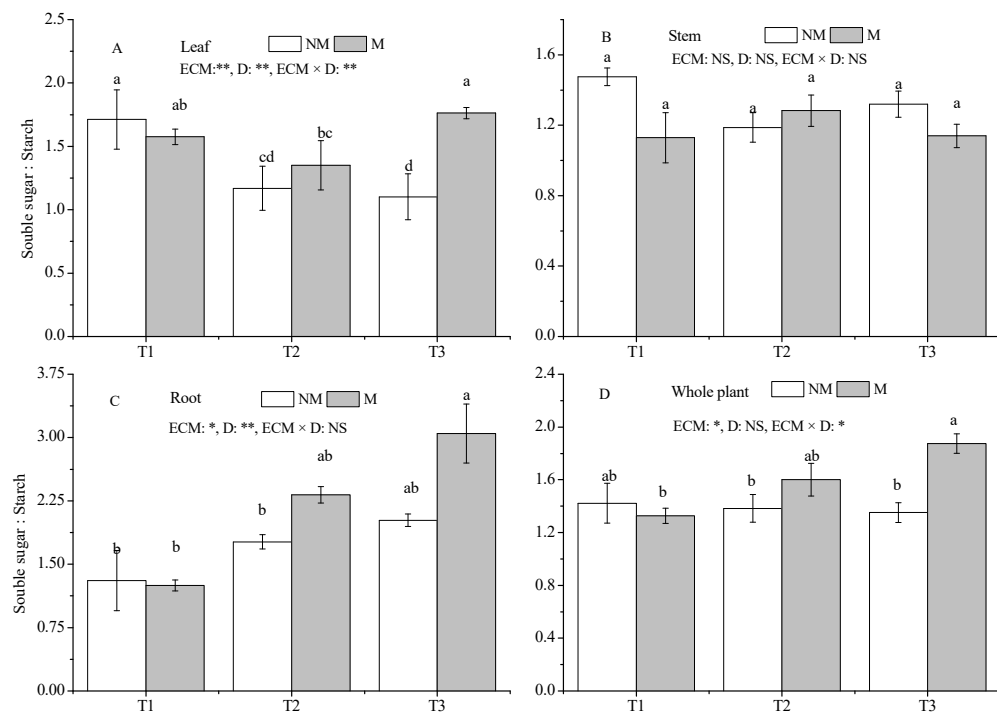 2.5
A Leaf NM M
ECM:**, D: **, ECM × D: **
a
ab
cd
bc
d
a
2.0
1.5
1.0
0.5
0.0
Souble sugar : Starch
T1 T2 T3
B Stem NM M
ECM: NS, D: NS, ECM × D: NS
a
a
a
a
a
a
1.6
1.2
0.8
0.4
0.0
T1 T2 T3
3.75
C Root NM M
ECM: *, D: **, ECM × D: NS
b
b
b
ab
ab
a
3.00
2.25
1.50
0.75
0.00
Souble sugar : Starch
T1 T2 T3
2.4
D Whole plant NM M
ECM: *, D: NS, ECM × D: *
ab
b
b
ab
b
a
2.0
1.6
1.2
0.8
0.4
0.0
T1 T2 T3